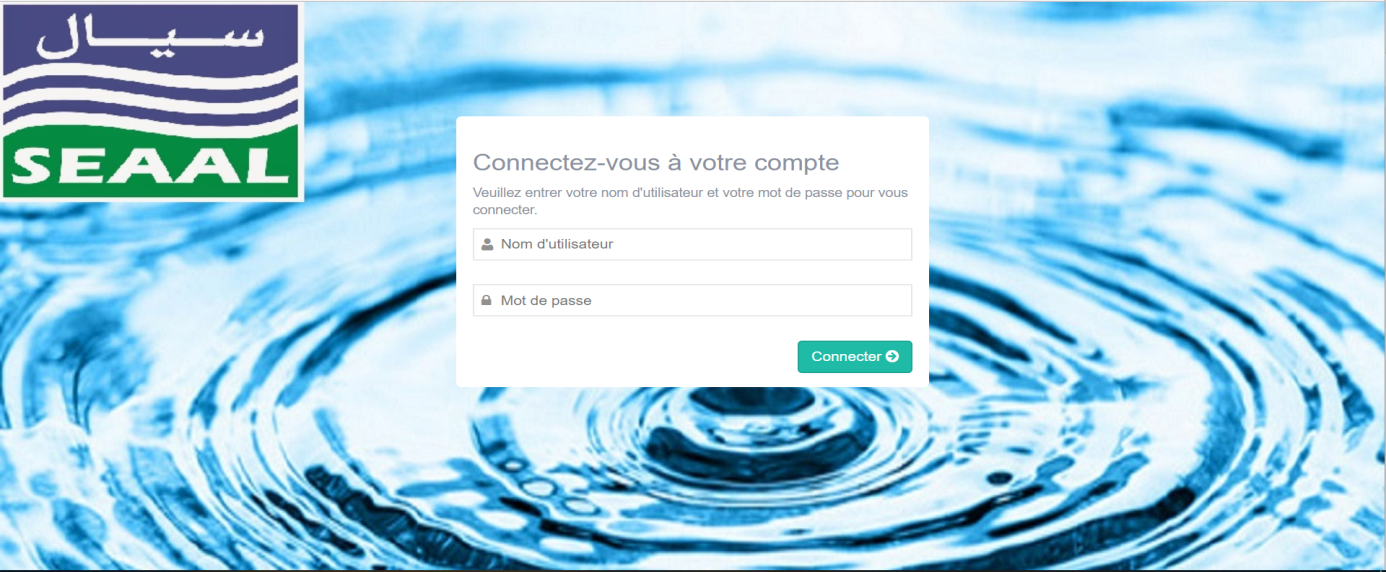 سيال
SEAAL
Connectez-vous à votre compte
Veuillez entrer votre nom d'utilisateur et votre mot de passe pour vous
connecter.
Nom d'utilisateur
Mot de passe
Connecter